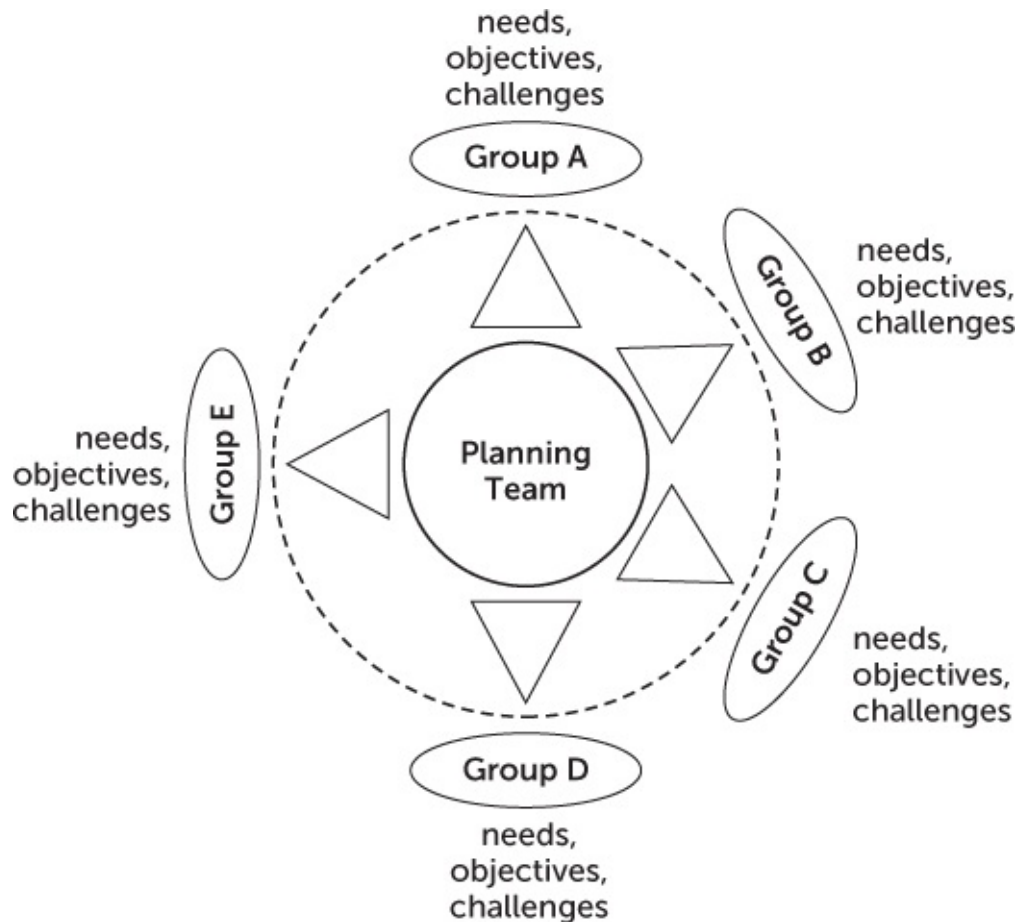 needs,
objectives,
challenges
Group A
Group B
needs,
objectives,
challenges
Group E
needs,
objectives,
challenges
Planning
Team
Group C
needs,
objectives,
challenges
Group D
needs,
objectives,
challenges